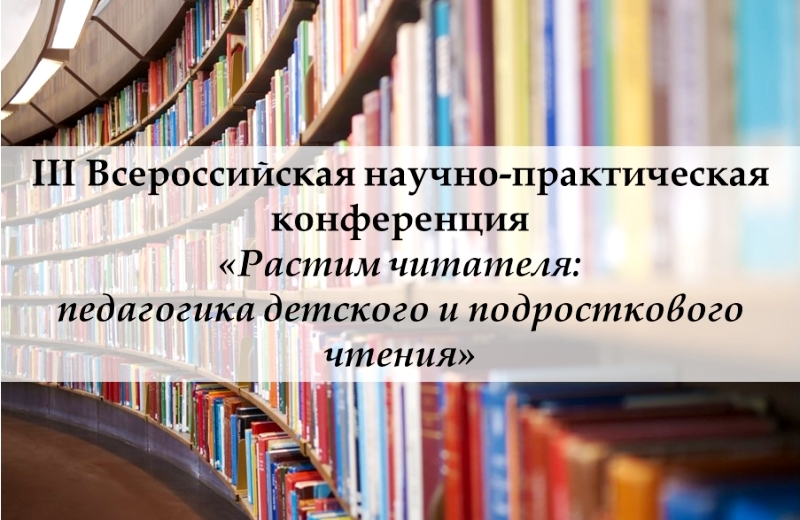 III Всероссийская научно-практическая
конференция
«Растим читателя:
педагогика детского и подросткового
чтения»